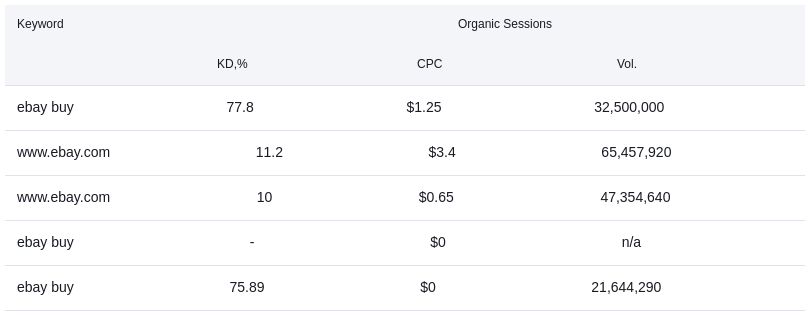 Keyword Organic Sessions
KD,% CPC Vol.
ebay buy 77.8 $1.25 32,500,000
www.ebay.com 11.2 $3.4 65,457,920
www.ebay.com 10 $0.65 47,354,640
ebay buy - $0 n/a
ebay buy 75.89 $0 21,644,290